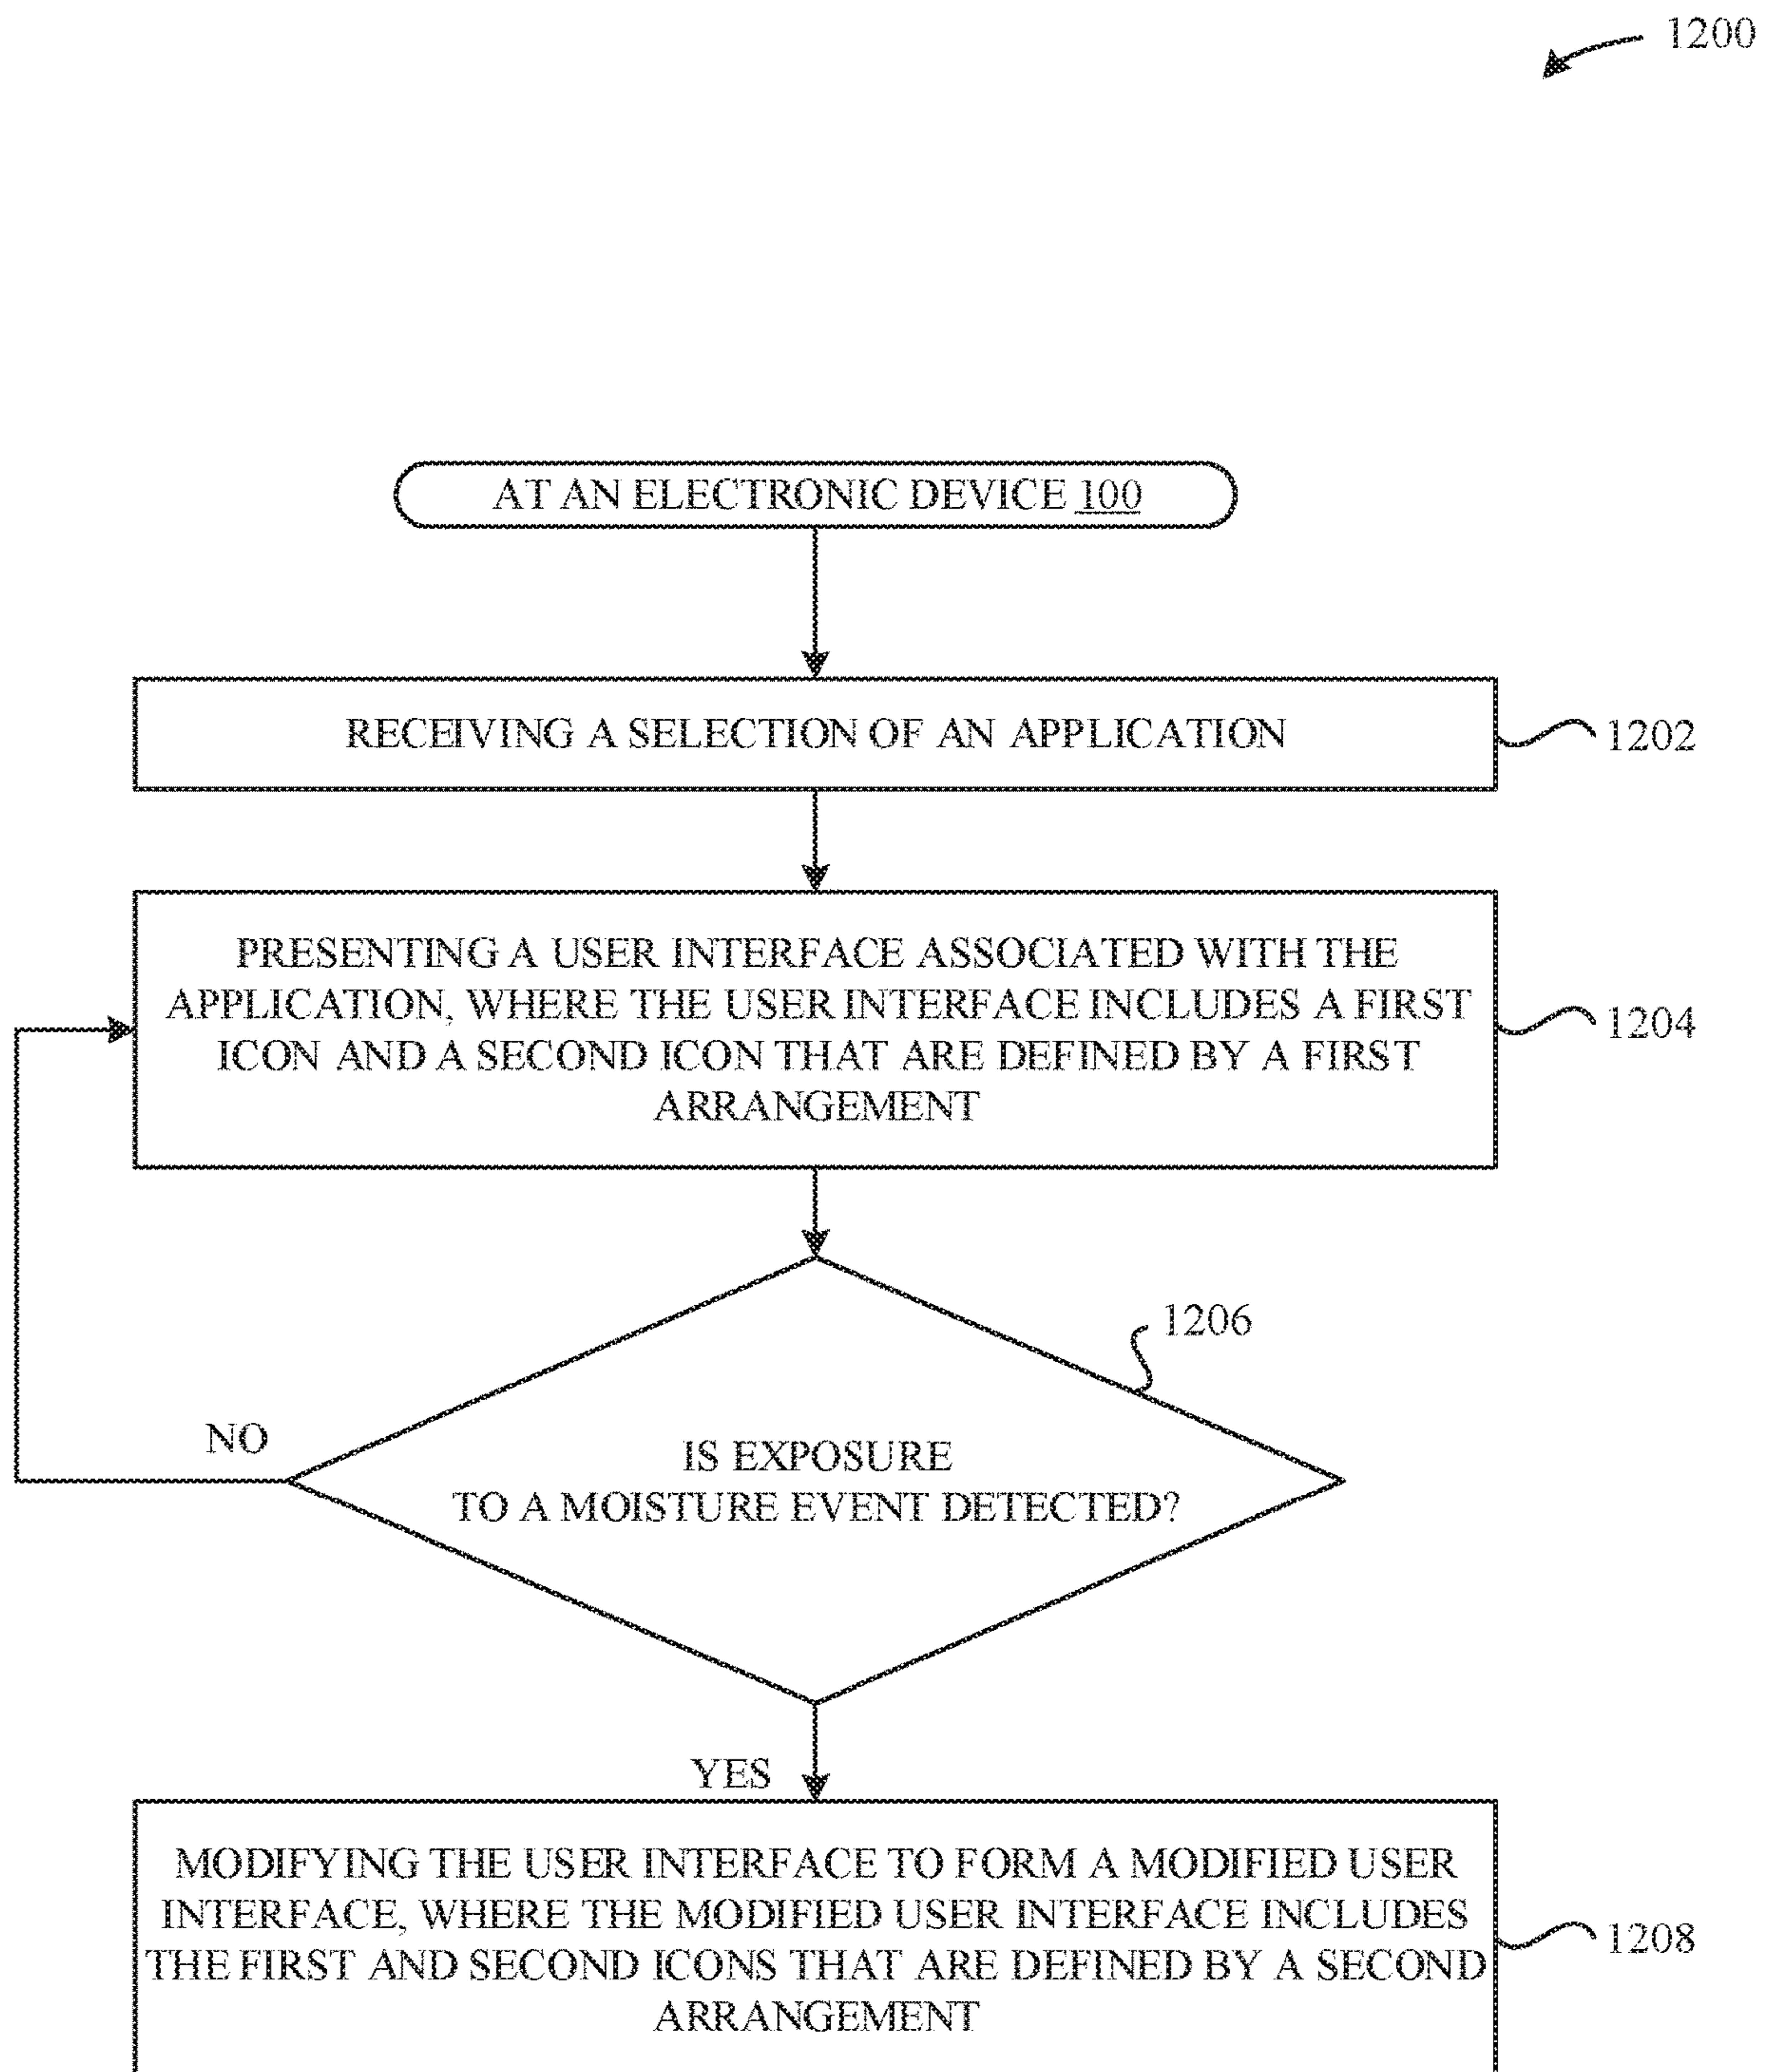 1200
AT AN ELECTRONIC DEVICE 100
RECEIVING A SELECTION OF AN APPLICATION
1202
PRESENTING A USER INTERFACE ASSOCIATED WITH THE
APPLICATION, WHERE THE USER INTERFACE INCLUDES A FIRST
ICON AND A SECOND ICON THAT ARE DEFINED BY A FIRST
ARRANGEMENT
1204
1206
IS EXPOSURE
TO A MOISTURE EVENT DETECTED?
NO
YES
MODIFYING THE USER INTERFACE TO FORM A MODIFIED USER
INTERFACE, WHERE THE MODIFIED USER INTERFACE INCLUDES
THE FIRST AND SECOND ICONS THAT ARE DEFINED BY A SECOND
ARRANGEMENT
1208